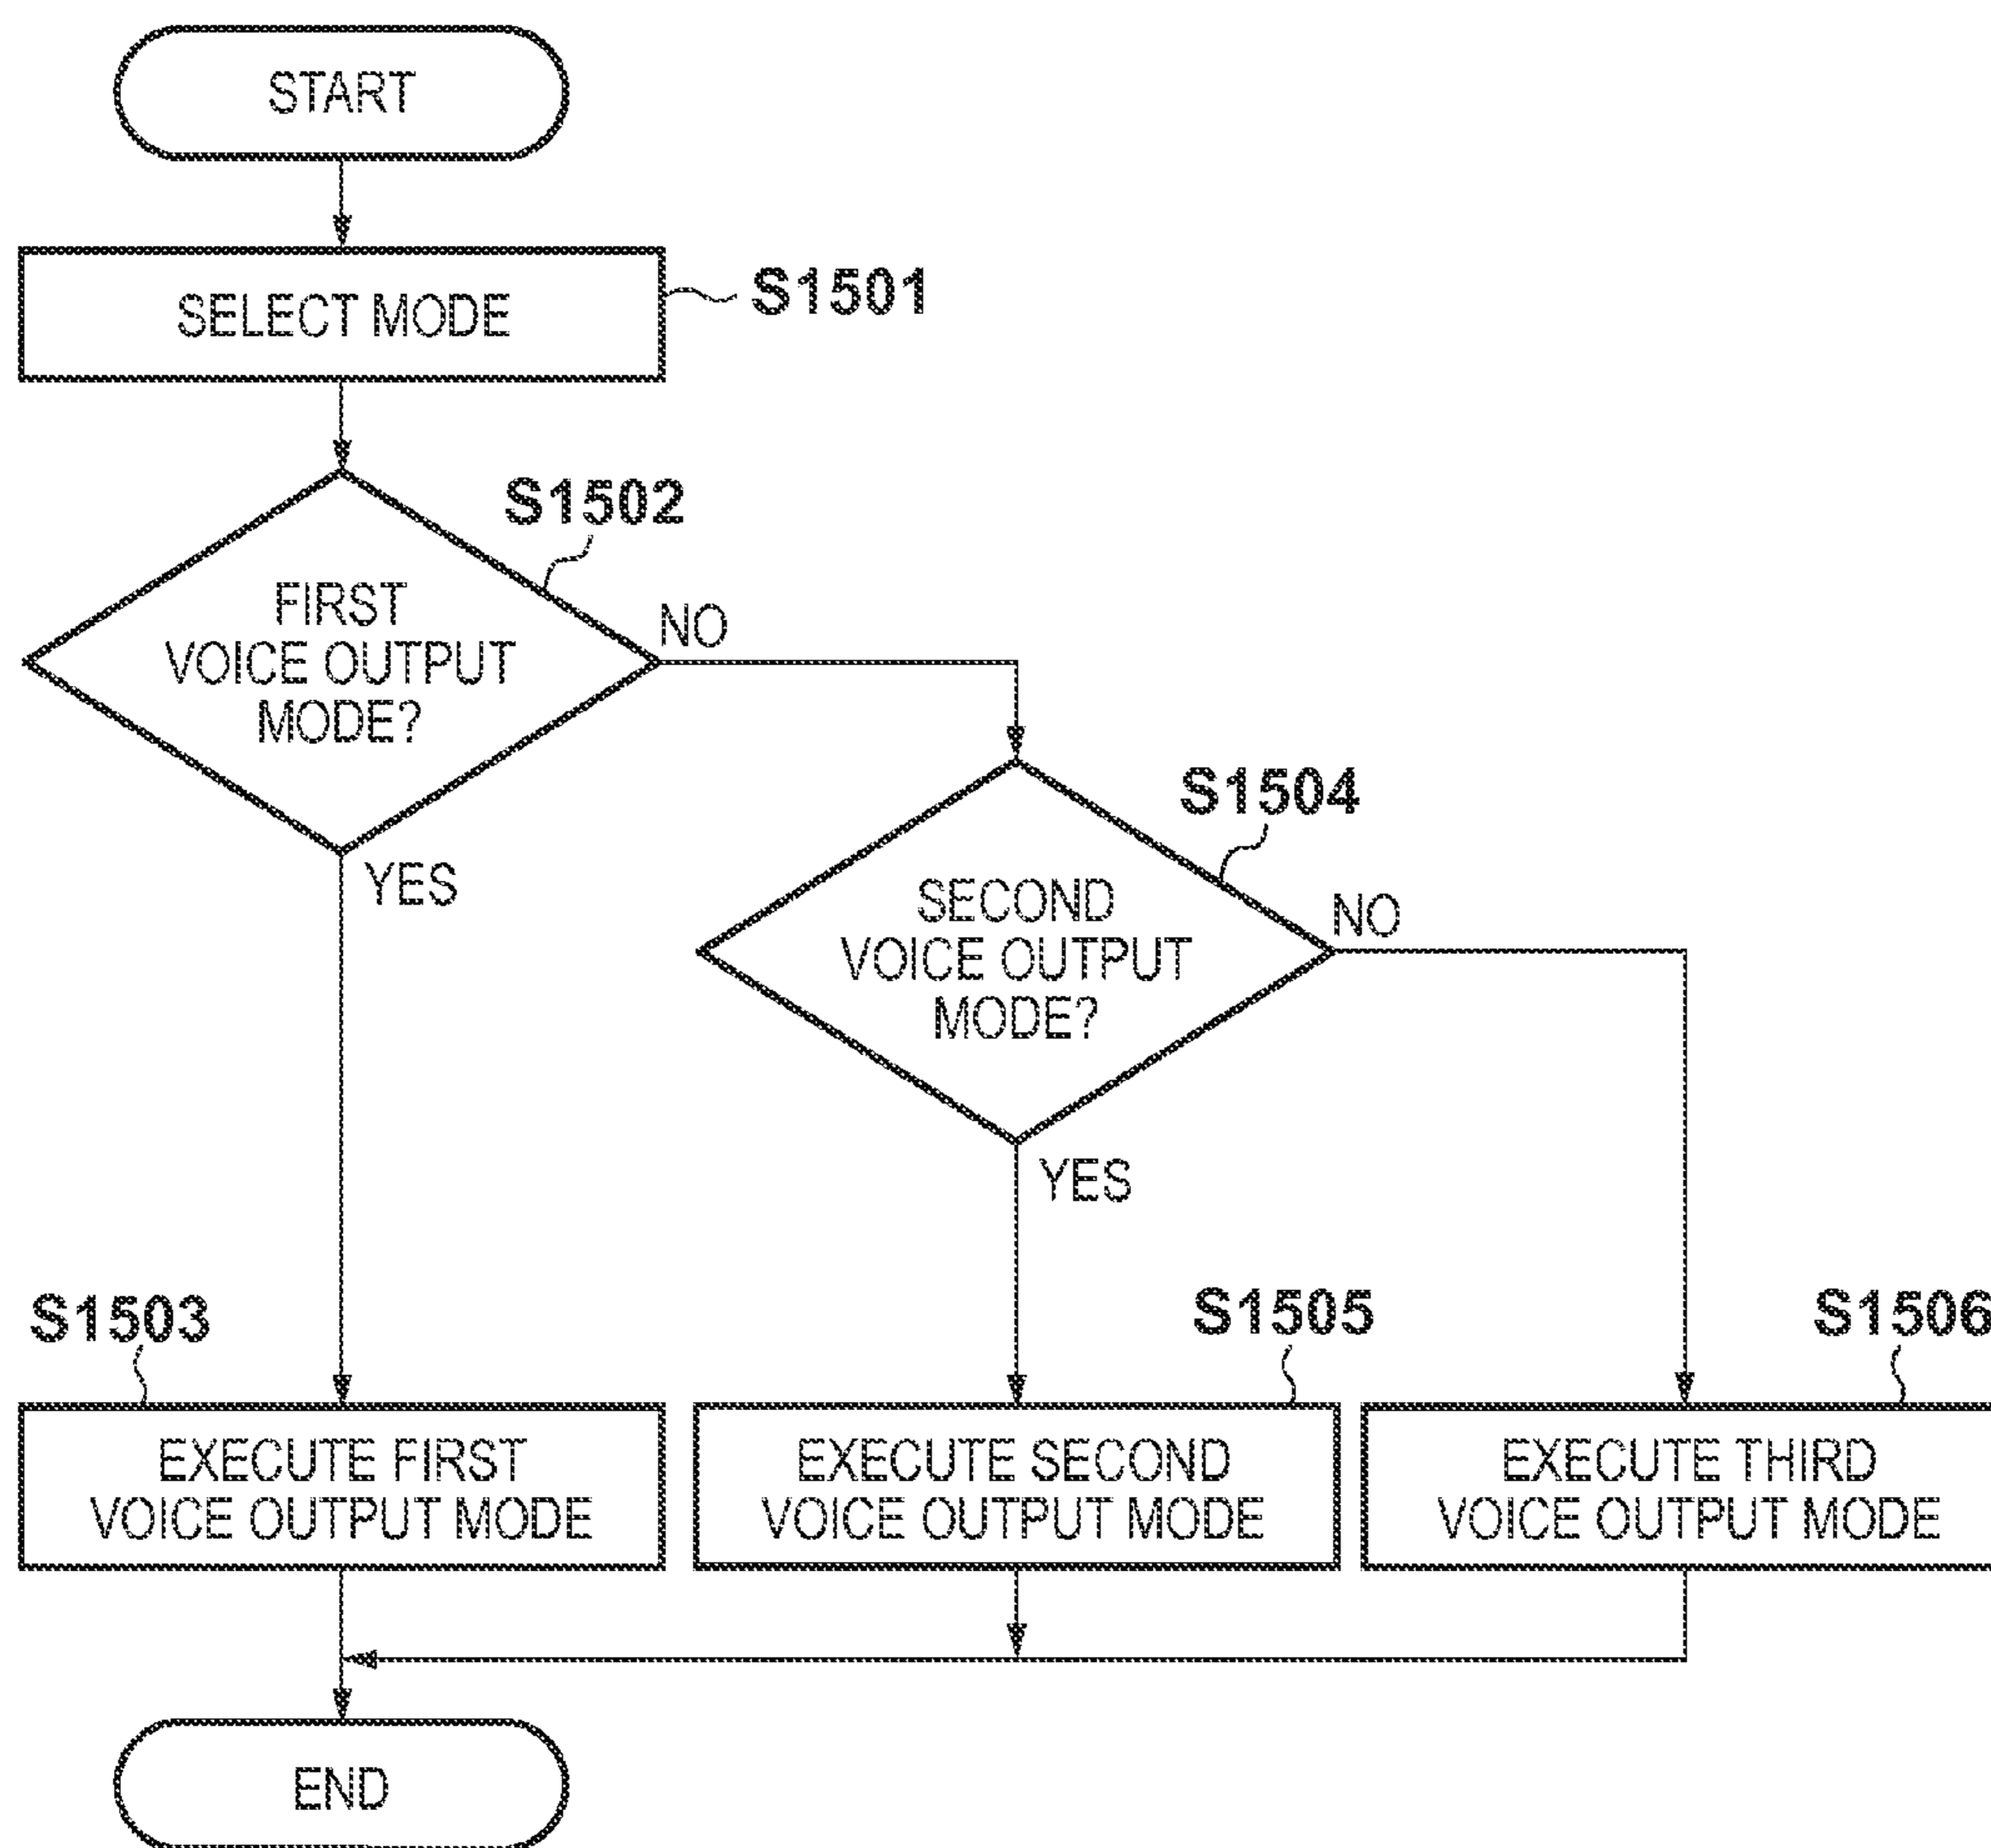 START
SELECT MODE
S1501
S1502
FIRST
VOICE OUTPUT
MODE?
NO
YES
S1504
SECOND
VOICE OUTPUT
MODE?
NO
YES
S1503
EXECUTE FIRST
VOICE OUTPUT MODE
S1505
EXECUTE SECOND
VOICE OUTPUT MODE
S1506
EXECUTE THIRD
VOICE OUTPUT MODE
END